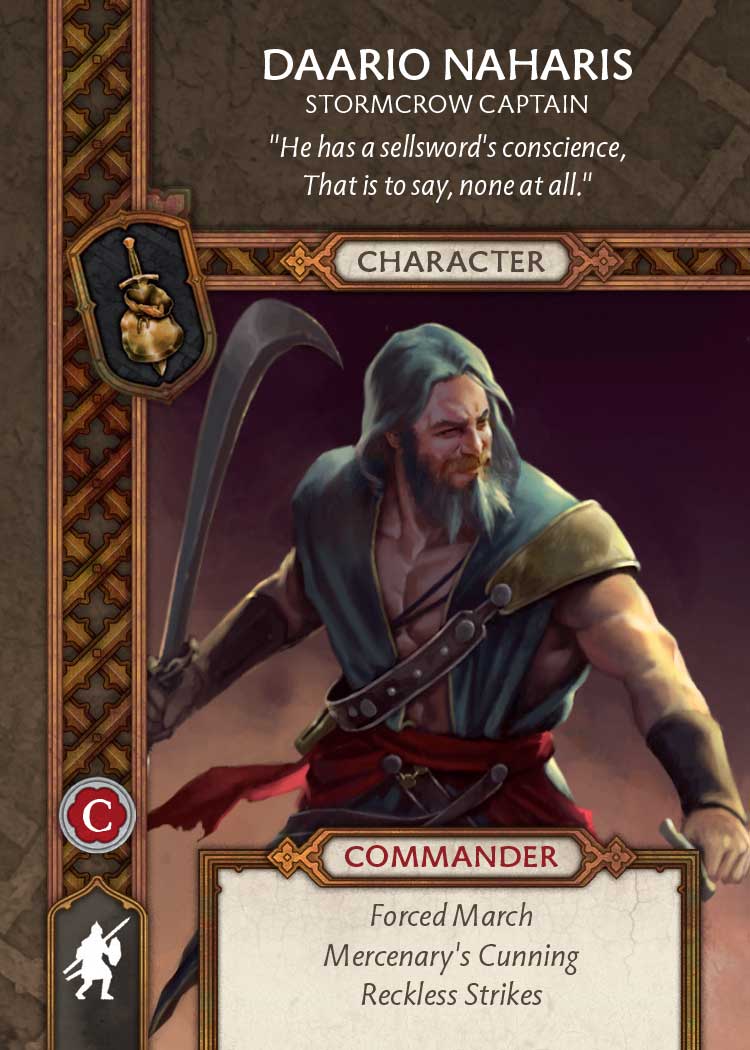 DAARIO NAHARIS
STORMCROW CAPTAIN
"He has a sellsword's conscience,
That is to say, none at all."
CHARACTER
C
COMMANDER
Forced March
Mercenary's Cunning
Reckless Strikes